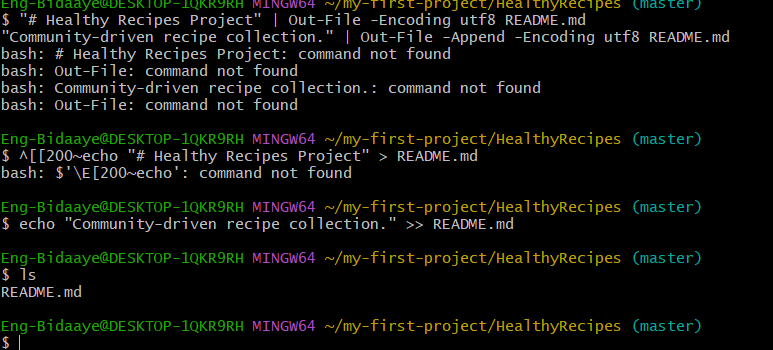 Eng-Bidaaye@DESKTOP-1QKR9RH MINGW64 ~/my-first-project/HealthyRecipes (master)
$ "# Healthy Recipes Project" | Out-File -Encoding utf8 README.md
"Community-driven recipe collection." | Out-File -Append -Encoding utf8 README.md
bash: # Healthy Recipes Project: command not found
bash: Out-File: command not found
bash: Community-driven recipe collection.: command not found
bash: Out-File: command not found
Eng-Bidaaye@DESKTOP-1QKR9RH MINGW64 ~/my-first-project/HealthyRecipes (master)
$ ^[[200~echo "# Healthy Recipes Project" > README.md
bash: $'\E[200~echo': command not found
Eng-Bidaaye@DESKTOP-1QKR9RH MINGW64 ~/my-first-project/HealthyRecipes (master)
$ echo "Community-driven recipe collection." >> README.md
Eng-Bidaaye@DESKTOP-1QKR9RH MINGW64 ~/my-first-project/HealthyRecipes (master)
$ ls
README.md
Eng-Bidaaye@DESKTOP-1QKR9RH MINGW64 ~/my-first-project/HealthyRecipes (master)
$